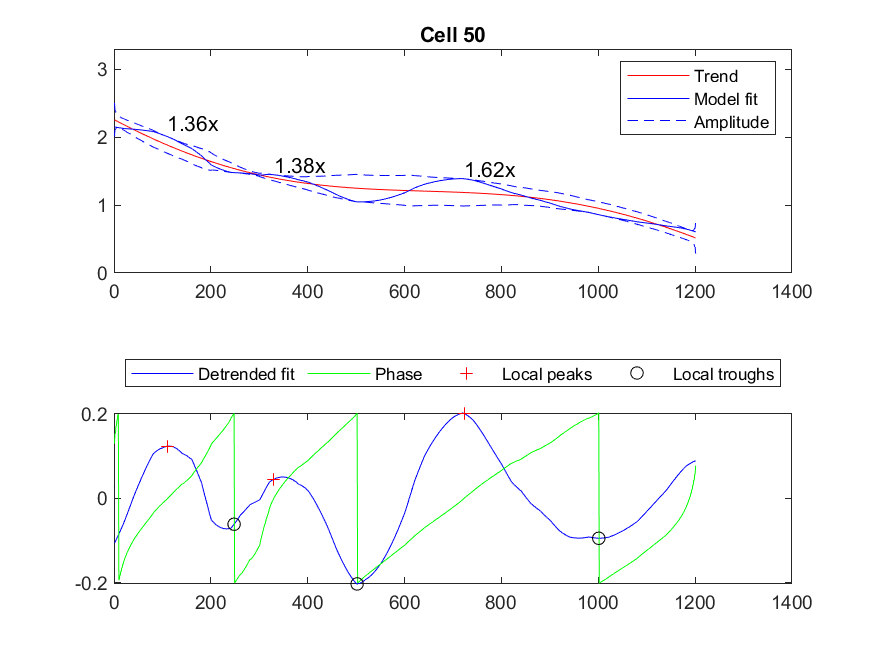 Cell 50
3
2
1
0
1.36x
1.38x
1.62x
Trend
Model fit
Amplitude
0 200 400 600 800 1000 1200 1400
Detrended fit Phase Local peaks Local troughs
0.2
0
-0.2
0 200 400 600 800 1000 1200 1400